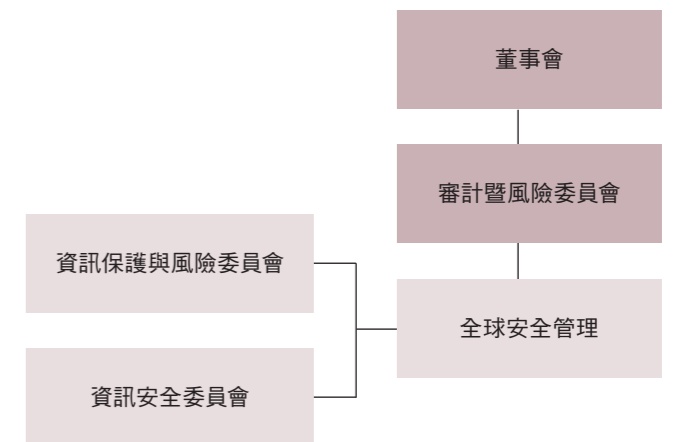 董事會
審計暨風險委員會
資訊保護與風險委員會
全球安全管理
資訊安全委員會